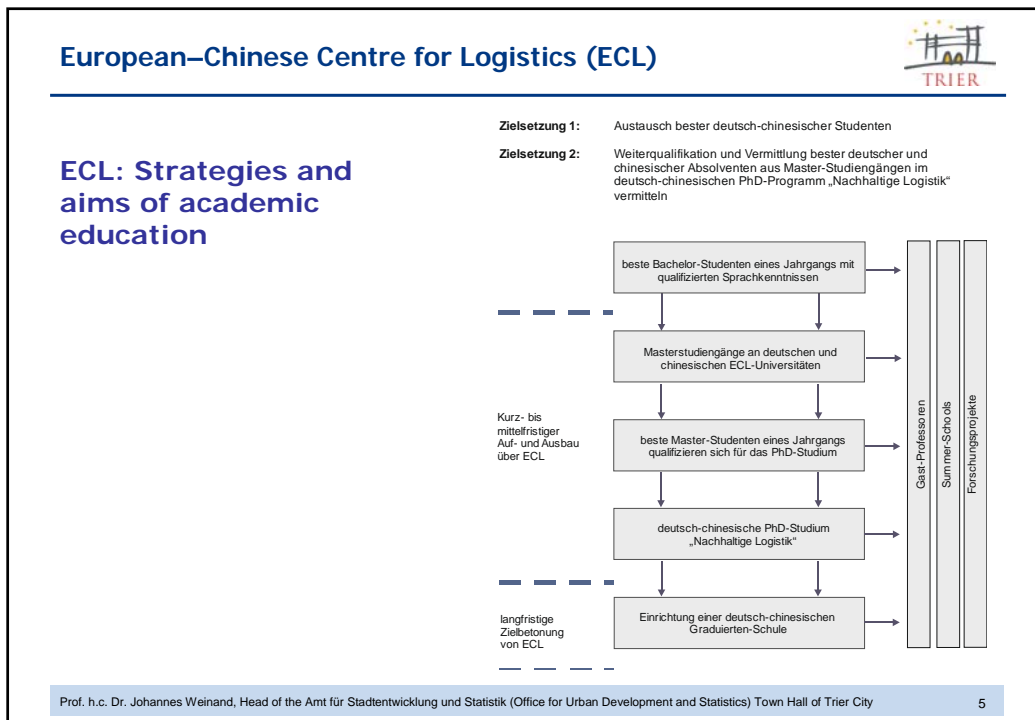 European–Chinese Centre for Logistics (ECL)
TRIER
ECL: Strategies and
aims of academic
education
Zielsetzung 1: Austausch bester deutsch-chinesischer Studenten
Zielsetzung 2: Weiterqualifikation und Vermittlung bester deutscher und
chinesischer Absolventen aus Master-Studiengängen im
deutsch-chinesischen PhD-Programm „Nachhaltige Logistik“
vermitteln
beste Bachelor-Studenten eines Jahrgangs mit
qualifizierten Sprachkenntnissen
Masterstudiengänge an deutschen und
chinesischen ECL-Universitäten
Kurz- bis
mittelfristiger
Auf- und Ausbau
über ECL
beste Master-Studenten eines Jahrgangs
qualifizieren sich für das PhD-Studium
deutsch-chinesische PhD-Studium
„Nachhaltige Logistik“
langfristige
Zielbetonung
von ECL
Einrichtung einer deutsch-chinesischen
Graduierten-Schule
Gast-Professoren
Summer-Schools
Forschungsprojekte
Prof. h.c. Dr. Johannes Weinand, Head of the Amt für Stadtentwicklung und Statistik (Office for Urban Development and Statistics) Town Hall of Trier City 5